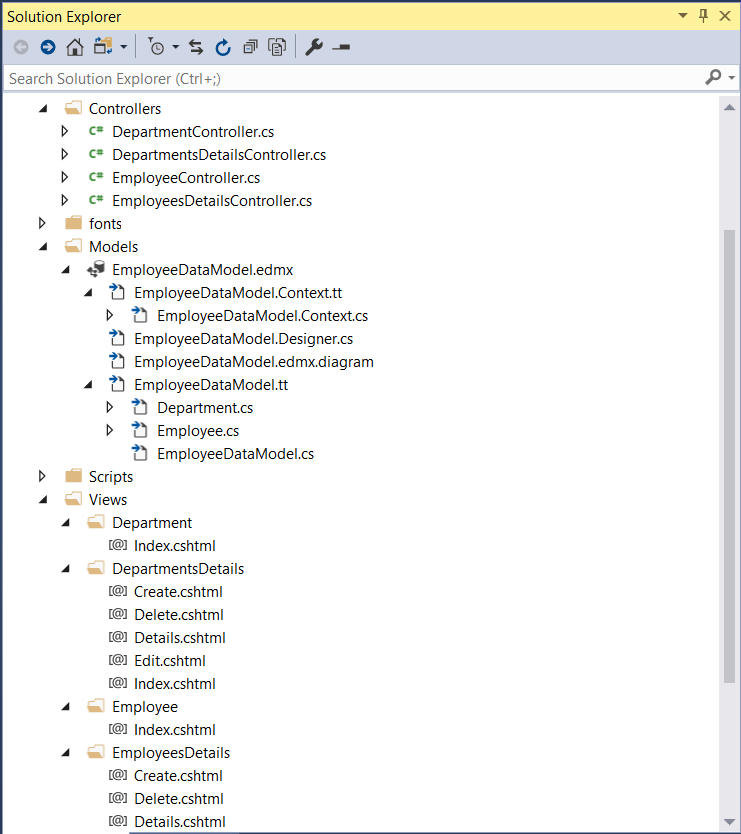 Solution Explorer
Search Solution Explorer (Ctrl+;)
Controllers
C# DepartmentController.cs
C# DepartmentsDetailsController.cs
C# EmployeeController.cs
C# EmployeesDetailsController.cs
fonts
Models
EmployeeDataModel.edmx
EmployeeDataModel.Context.tt
EmployeeDataModel.Context.cs
EmployeeDataModel.Designer.cs
EmployeeDataModel.edmx.diagram
EmployeeDataModel.tt
Department.cs
Employee.cs
EmployeeDataModel.cs
Scripts
Views
Department
[@] Index.cshtml
DepartmentsDetails
[@] Create.cshtml
[@] Delete.cshtml
[@] Details.cshtml
[@] Edit.cshtml
[@] Index.cshtml
Employee
[@] Index.cshtml
EmployeesDetails
[@] Create.cshtml
[@] Delete.cshtml
[@] Details.cshtml